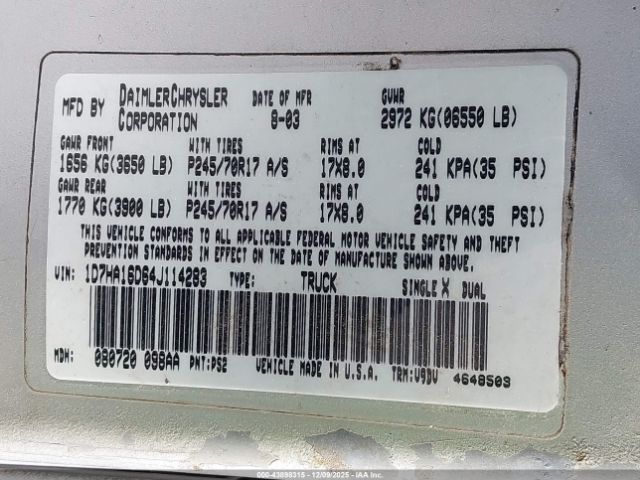 MFD BY DAIMLERCHRYSLER CORPORATION DATE OF MFR 8-03 GVWR 2972 KG(06550 LB)
GAWR FRONT WITH TIRES RIMS AT COLD
1656 KG(3650 LB) P245/70R17 A/S 17X8.0 241 KPA(35 PSI)
GAWR REAR WITH TIRES RIMS AT COLD
1770 KG(3900 LB) P245/70R17 A/S 17X8.0 241 KPA(35 PSI)
THIS VEHICLE CONFORMS TO ALL APPLICABLE FEDERAL MOTOR VEHICLE SAFETY AND THEFT
PREVENTION STANDARDS IN EFFECT ON THE DATE OF MANUFACTURE SHOWN ABOVE.
VIN: 1D7HA16D64J114283 TYPE: TRUCK SINGLE X DUAL
MDH: 080720 098AA PNT:PS2 VEHICLE MADE IN U.S.A. TRM:V9DV 4648503
000-43898315 - 12/09/2025 - IAA Inc.